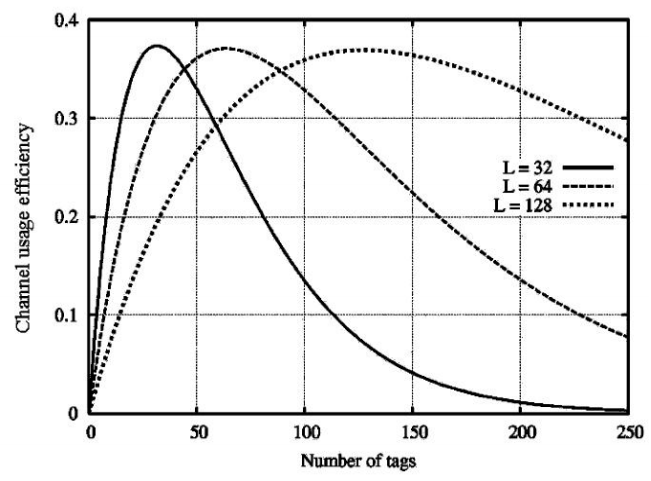 0.4
0.3
0.2
0.1
0
Channel usage efficiency
L = 32
L = 64
L = 128
0 50 100 150 200 250
Number of tags